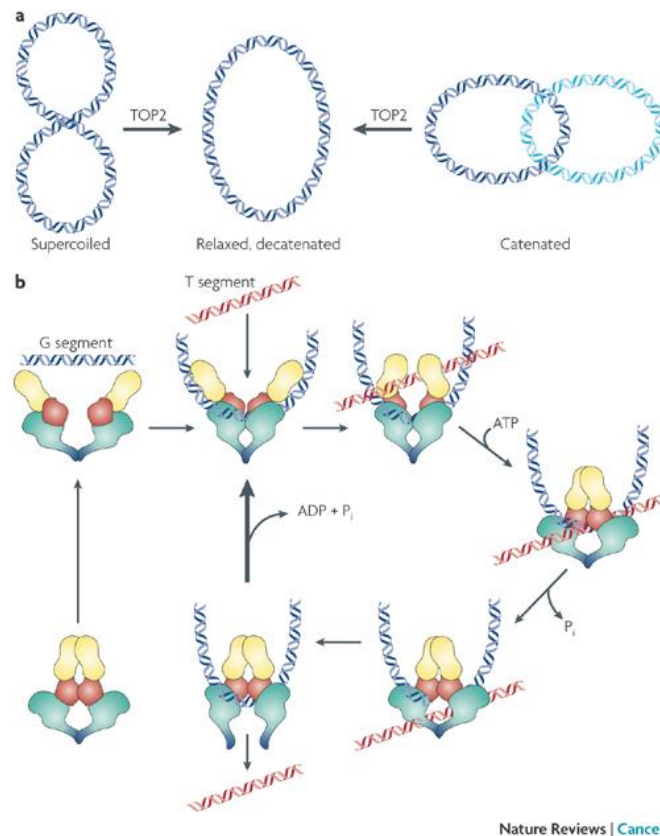 a
TOP2
TOP2
Supercoiled
Relaxed, decatenated
Catenated
b
T segment
G segment
ATP
ADP + Pi
Pi
Nature Reviews | Cance